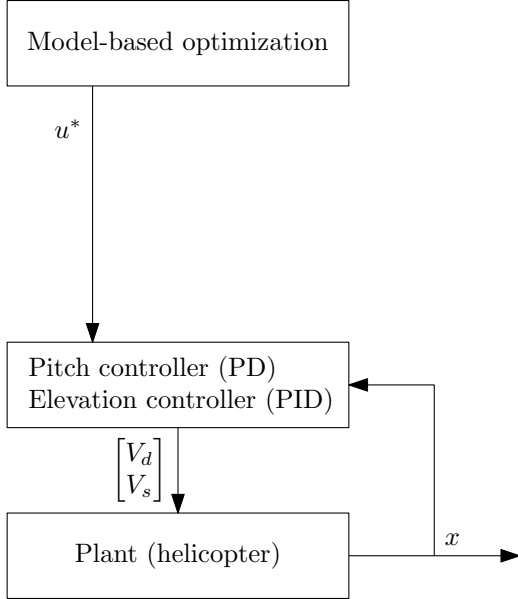 Model-based optimization
u*
Pitch controller (PD)
Elevation controller (PID)
[V_d
V_s]
Plant (helicopter)
x